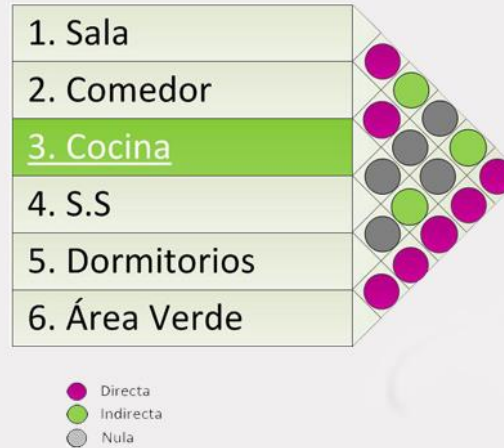 1. Sala
2. Comedor
3. Cocina
4. S.S
5. Dormitorios
6. Área Verde
Directa
Indirecta
Nula